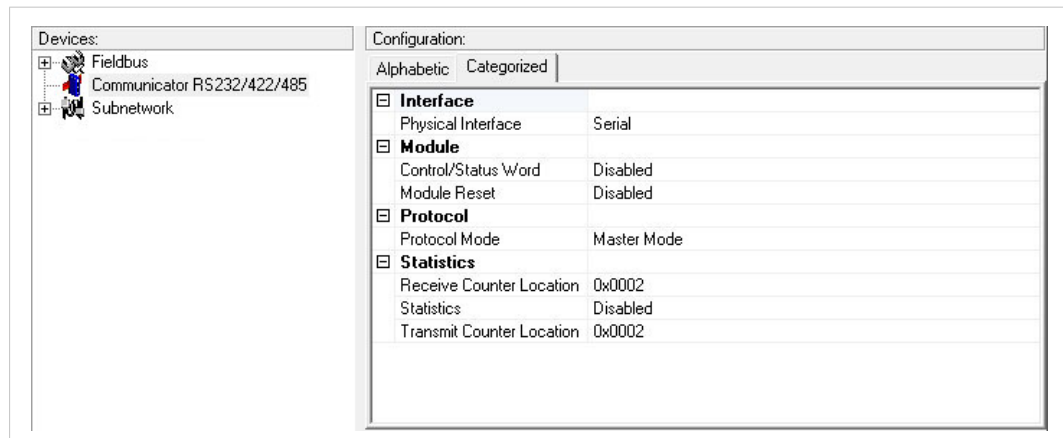 Devices:
Fieldbus
Communicator RS232/422/485
Subnetwork
Configuration:
Alphabetic Categorized
Interface
Physical Interface Serial
Module
Control/Status Word Disabled
Module Reset Disabled
Protocol
Protocol Mode Master Mode
Statistics
Receive Counter Location 0x0002
Statistics Disabled
Transmit Counter Location 0x0002